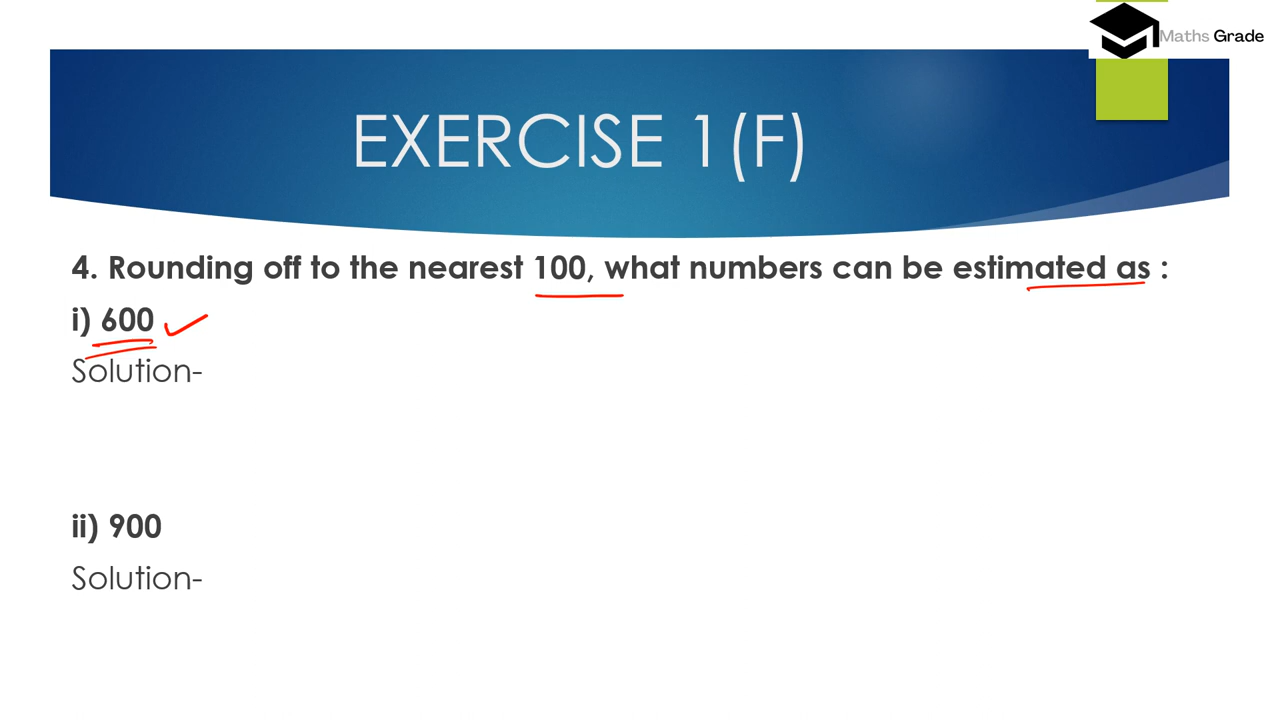 Maths Grade
EXERCISE 1(F)
4. Rounding off to the nearest 100, what numbers can be estimated as :
i) 600
Solution-
ii) 900
Solution-